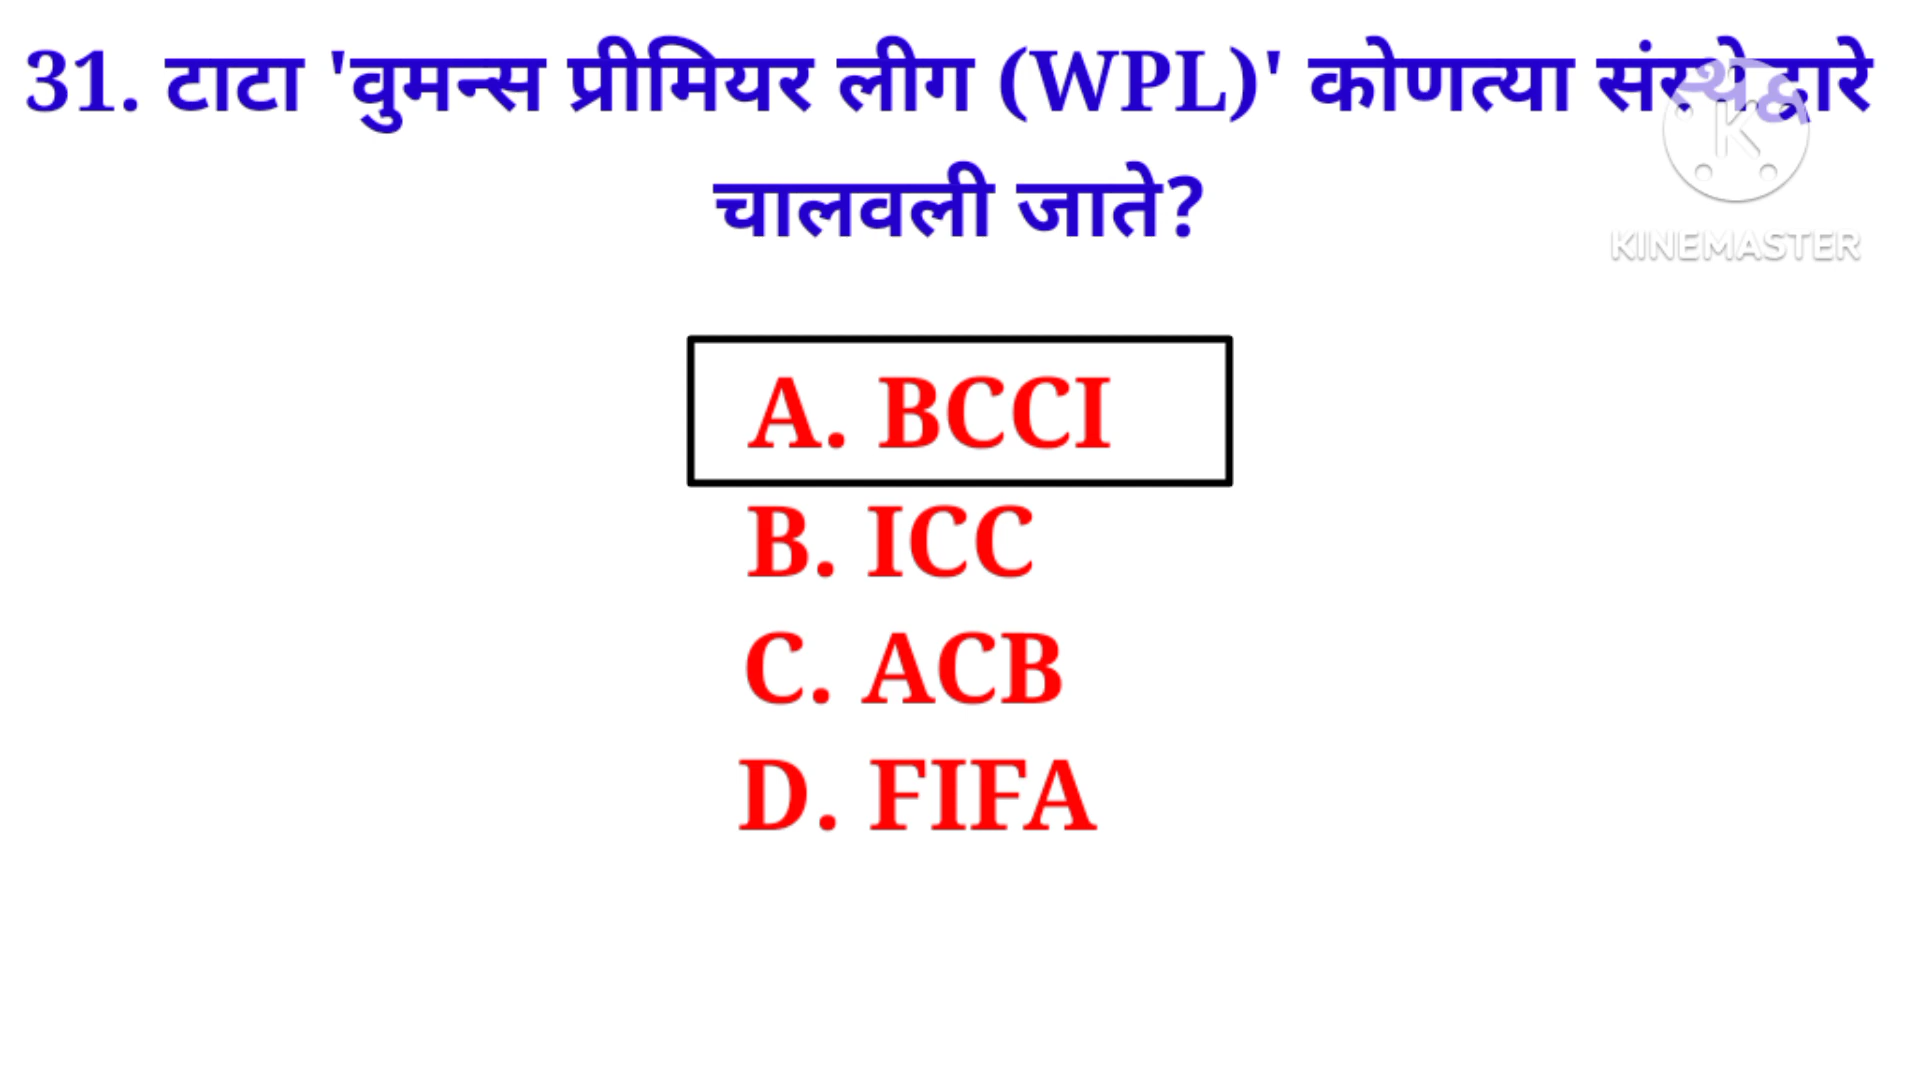 31. टाटा 'वुमन्स प्रीमियर लीग (WPL)' कोणत्या संस्थेद्वारे
चालवली जाते?
K
KINEMASTER
A. BCCI
B. ICC
C. ACB
D. FIFA